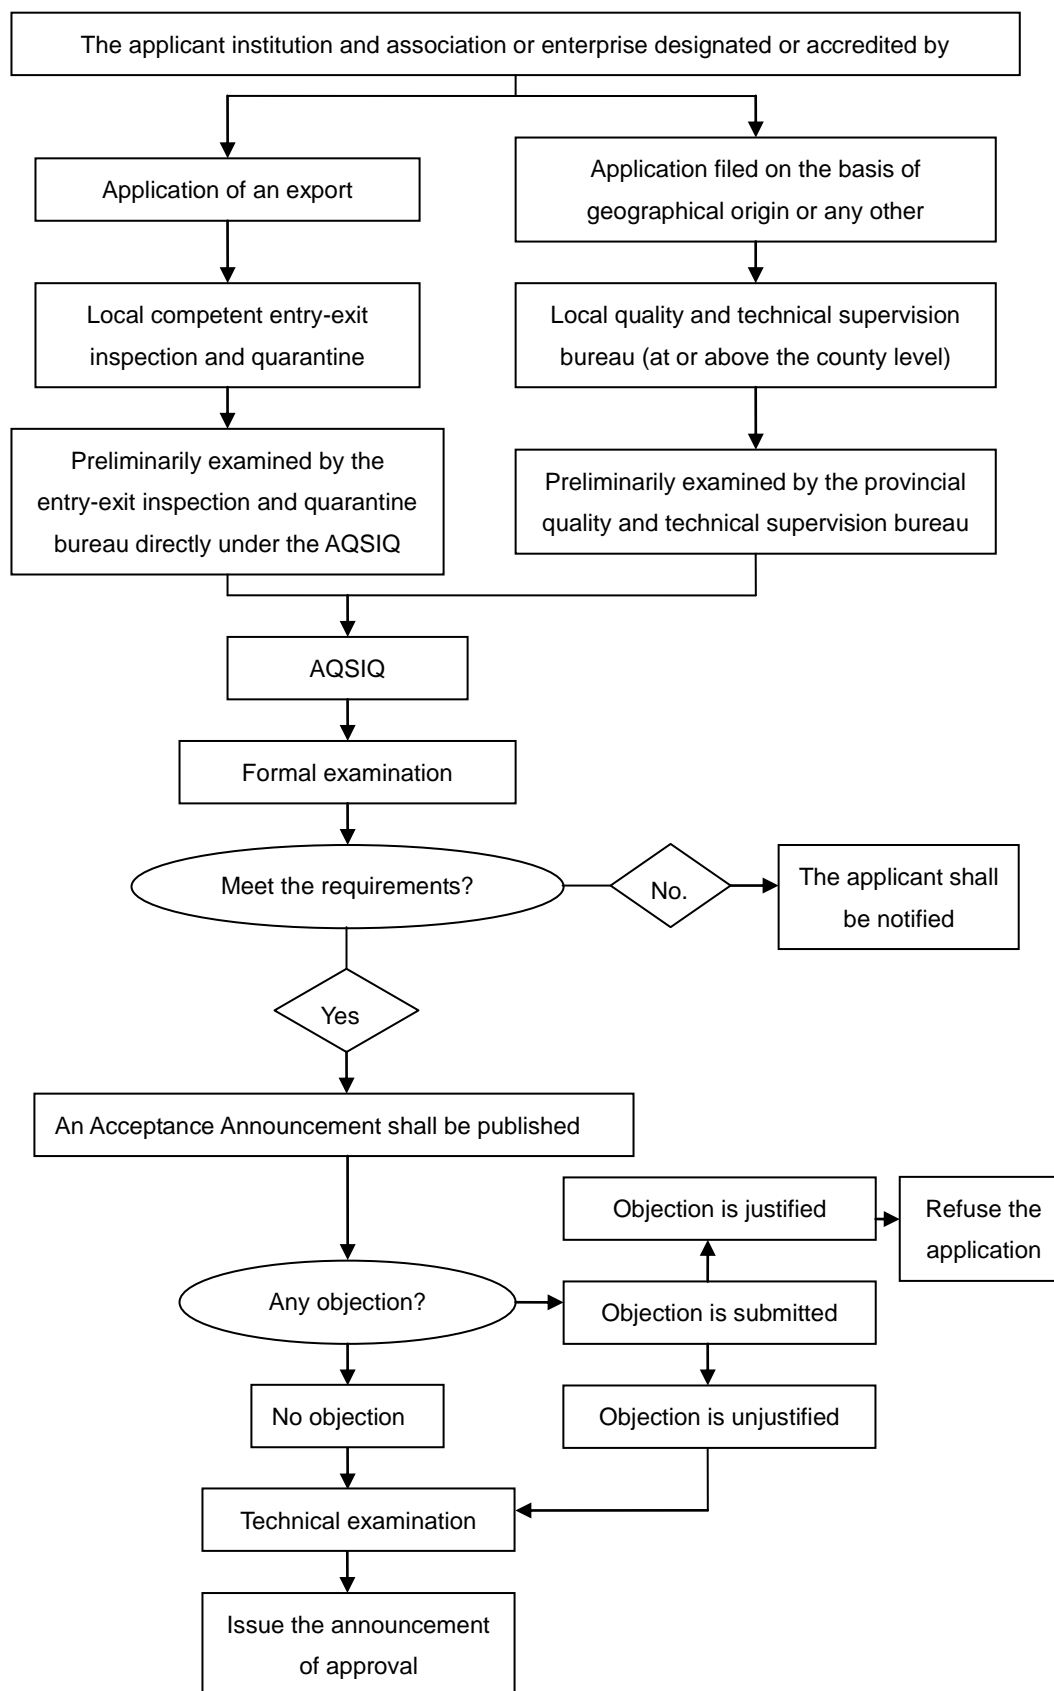 The applicant institution and association or enterprise designated or accredited by
Application of an export
Application filed on the basis of
geographical origin or any other
Local competent entry-exit
inspection and quarantine
Local quality and technical supervision
bureau (at or above the county level)
Preliminarily examined by the
entry-exit inspection and quarantine
bureau directly under the AQSIQ
Preliminarily examined by the provincial
quality and technical supervision bureau
AQSIQ
Formal examination
Meet the requirements?
No.
The applicant shall
be notified
Yes
An Acceptance Announcement shall be published
Objection is justified
Refuse the
application
Any objection?
Objection is submitted
No objection
Objection is unjustified
Technical examination
Issue the announcement
of approval